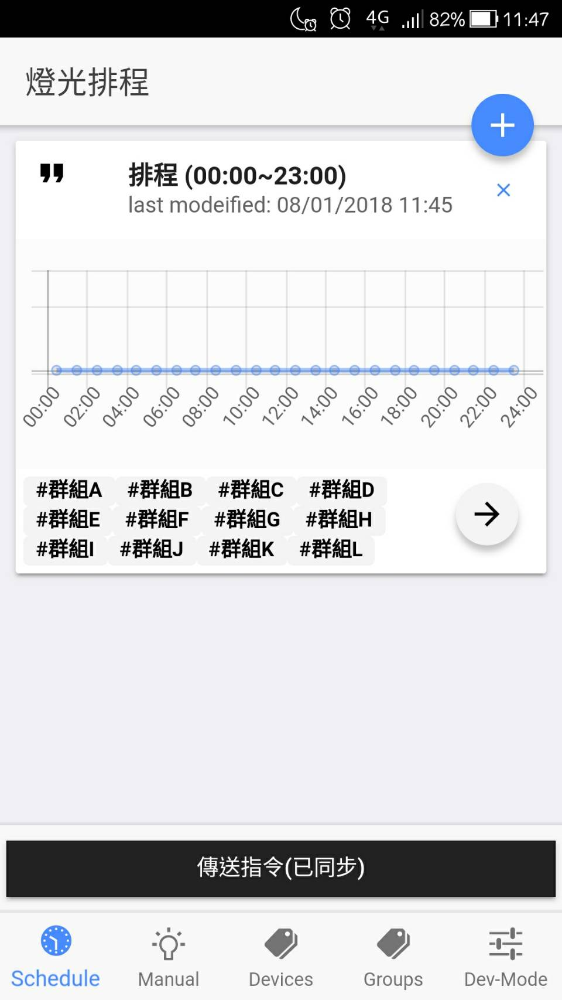 4G 82% 11:47
燈光排程
排程 (00:00~23:00)
last modeified: 08/01/2018 11:45
00:00 02:00 04:00 06:00 08:00 10:00 12:00 14:00 16:00 18:00 20:00 22:00 24:00
#群組A #群組B #群組C #群組D
#群組E #群組F #群組G #群組H
#群組I #群組J #群組K #群組L
傳送指令(已同步)
Schedule Manual Devices Groups Dev-Mode